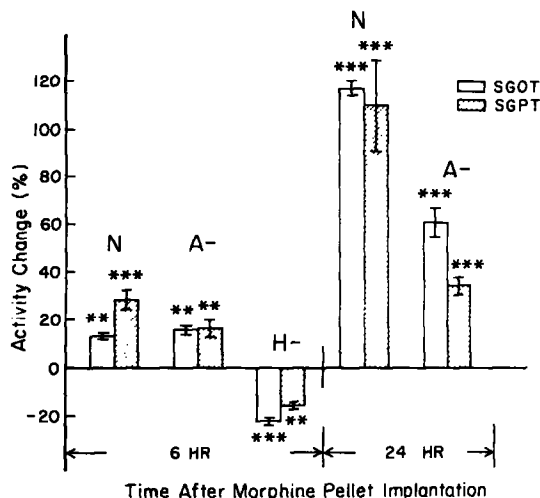 N
***
***
SGOT
SGPT
120
100
80
60
40
20
0
-20
Activity Change (%)
A-
***
***
N
***
**
A-
**
**
H-
***
**
6 HR
24 HR
Time After Morphine Pellet Implantation